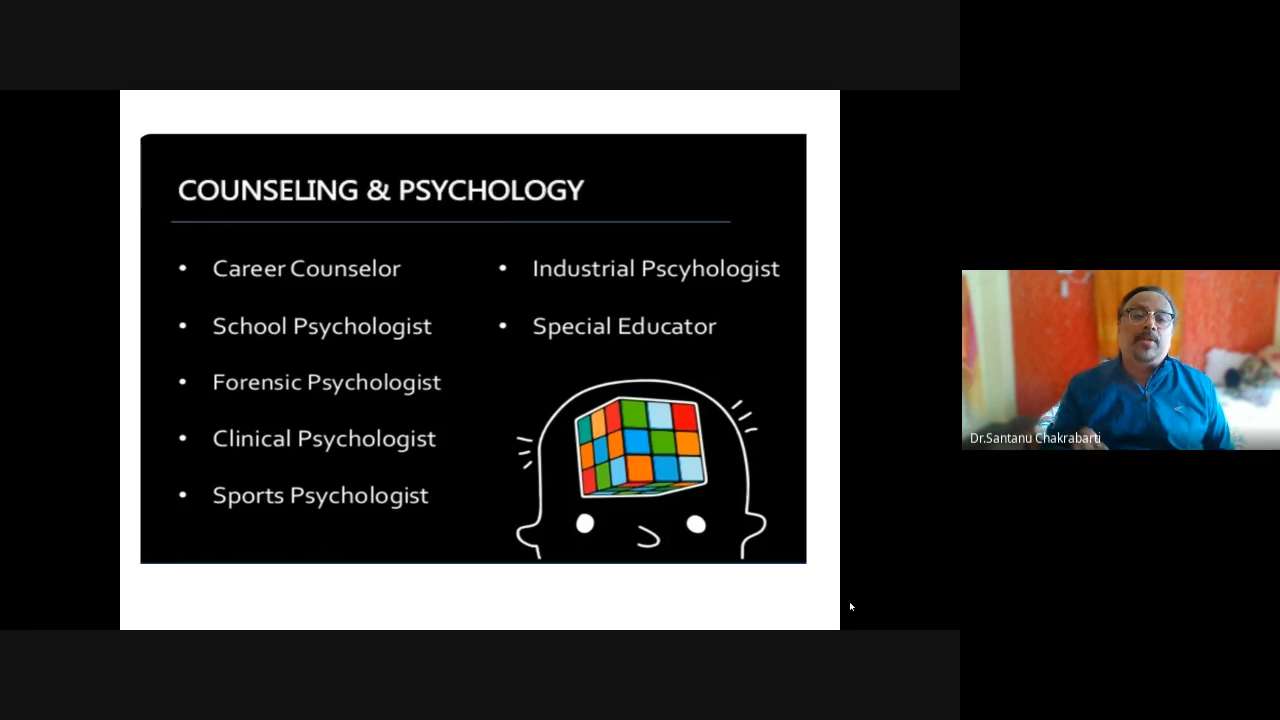 COUNSELING & PSYCHOLOGY
• Career Counselor
• School Psychologist
• Forensic Psychologist
• Clinical Psychologist
• Sports Psychologist
• Industrial Pscyhologist
• Special Educator
Dr.Santanu Chakrabarti